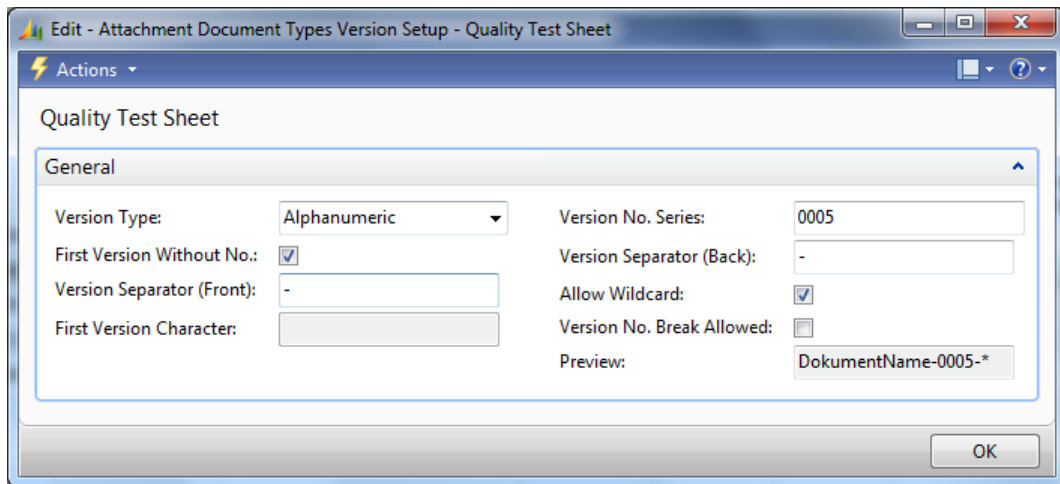 Edit - Attachment Document Types Version Setup - Quality Test Sheet
Actions
Quality Test Sheet
General
Version Type: Alphanumeric
First Version Without No.:
Version Separator (Front): -
First Version Character:
Version No. Series: 0005
Version Separator (Back): -
Allow Wildcard:
Version No. Break Allowed:
Preview: DokumentName-0005-*
OK